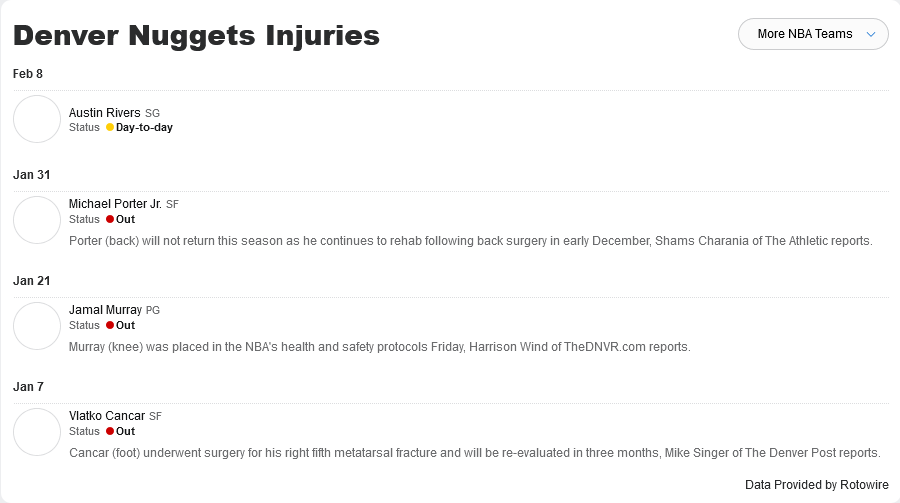 Denver Nuggets Injuries
More NBA Teams
Feb 8
Austin Rivers SG
Status Day-to-day
Jan 31
Michael Porter Jr. SF
Status Out
Porter (back) will not return this season as he continues to rehab following back surgery in early December, Shams Charania of The Athletic reports.
Jan 21
Jamal Murray PG
Status Out
Murray (knee) was placed in the NBA's health and safety protocols Friday, Harrison Wind of TheDNVR.com reports.
Jan 7
Vlatko Cancar SF
Status Out
Cancar (foot) underwent surgery for his right fifth metatarsal fracture and will be re-evaluated in three months, Mike Singer of The Denver Post reports.
Data Provided by Rotowire